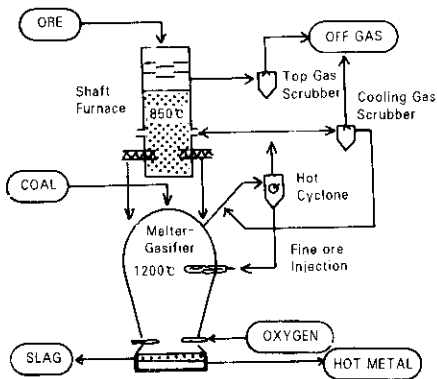 ORE
OFF GAS
Top Gas
Scrubber
Shaft
Furnace
850℃
Cooling Gas
Scrubber
COAL
Hot
Cyclone
Melter-
Gasifier
1200℃
Fine ore
Injection
OXYGEN
SLAG
HOT METAL